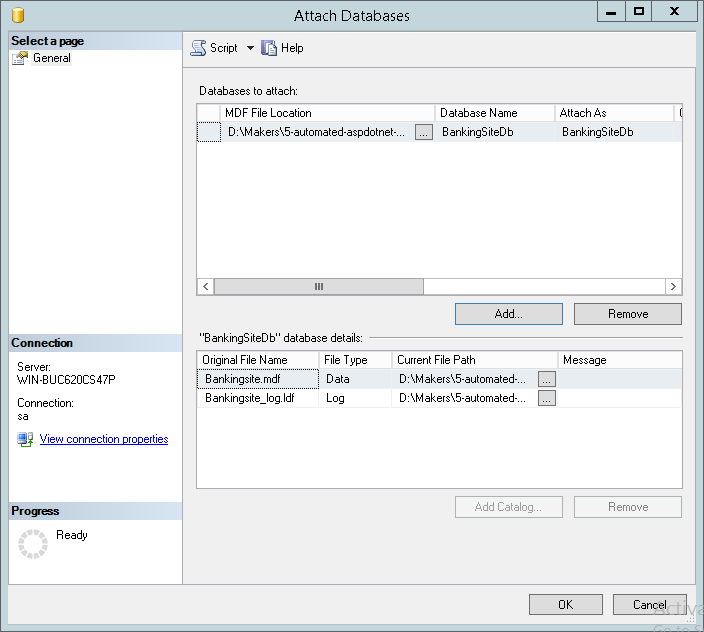 Attach Databases
Select a page
General
Script
Help
Databases to attach:
MDF File Location Database Name Attach As
D:\Makers\5-automated-aspdotnet-... ... BankingSiteDb BankingSiteDb
Add... Remove
"BankingSiteDb" database details:
Original File Name File Type Current File Path Message
Bankingsite.mdf Data D:\Makers\5-automated-... ...
Bankingsite_log.ldf Log D:\Makers\5-automated-... ...
Add Catalog... Remove
Connection
Server:
WIN-BUC620CS47P
Connection:
sa
View connection properties
Progress
Ready
OK Cancel